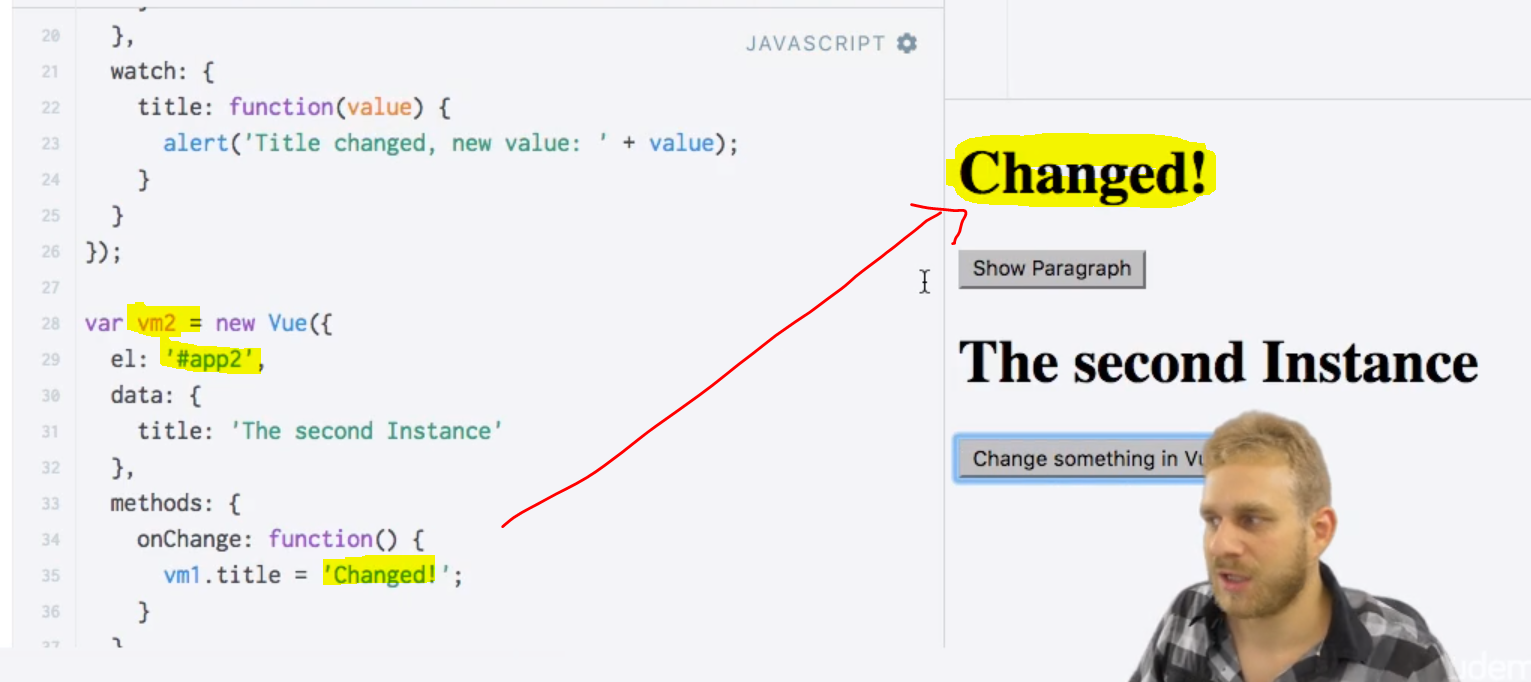 20 },
JAVASCRIPT
21 watch: {
22 title: function(value) {
23 alert('Title changed, new value: ' + value);
24 }
25 }
26 });
27
28 var vm2 = new Vue({
29 el: '#app2',
30 data: {
31 title: 'The second Instance'
32 },
33 methods: {
34 onChange: function() {
35 vm1.title = 'Changed!';
36 }
37 }
Changed!
Show Paragraph
The second Instance
Change something in Vu
udem